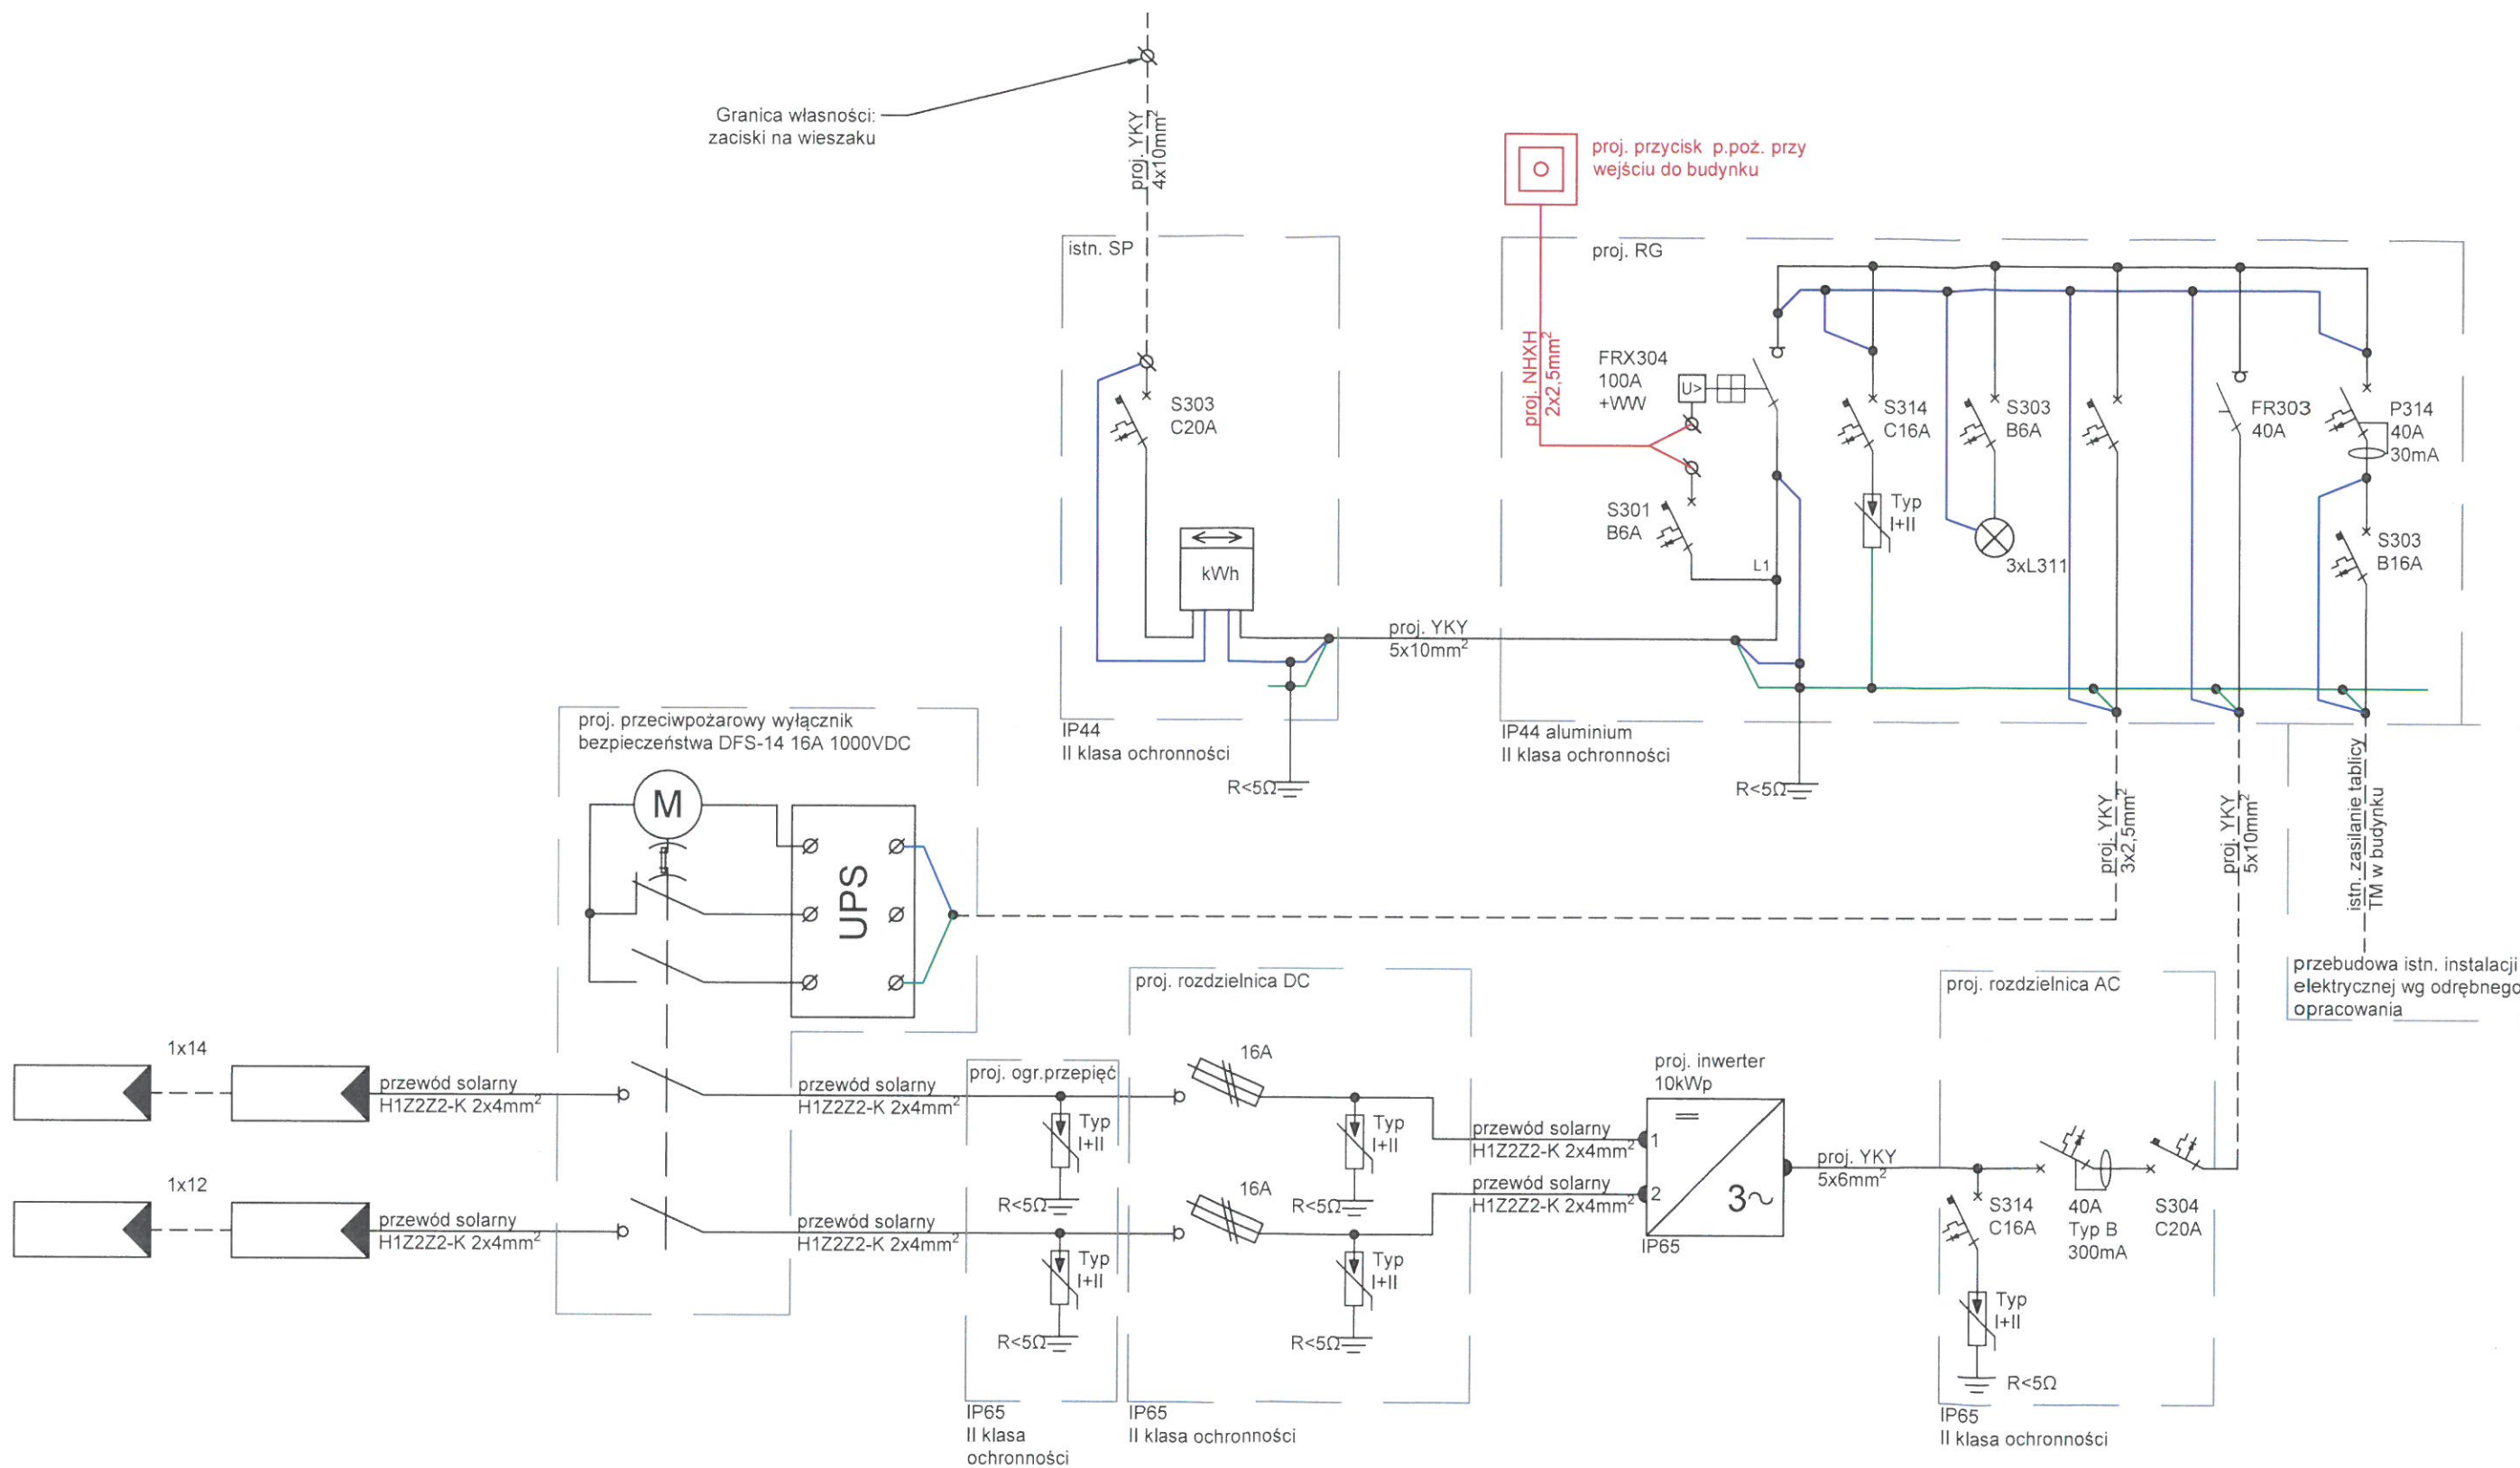 Granica własności:
zaciski na wieszaku
proj. YKY
4x10mm²
proj. przycisk p.poż. przy
wejściu do budynku
istn. SP
S303
C20A
kWh
IP44
II klasa ochronności
R<5Ω
proj. YKY
5x10mm²
proj. RG
proj. NHXH
2x2,5mm²
FRX304
100A
+WW
U>
S301
B6A
L1
S314
C16A
Typ
I+II
S303
B6A
3xL311
FR303
40A
P314
40A
30mA
S303
B16A
IP44 aluminium
II klasa ochronności
R<5Ω
proj. YKY
3x2,5mm²
proj. YKY
5x10mm²
istn. zasilanie tablicy
TM w budynku
przebudowa istn. instalacji
elektrycznej wg odrębnego
opracowania
proj. przeciwpożarowy wyłącznik
bezpieczeństwa DFS-14 16A 1000VDC
M
UPS
1x14
przewód solarny
H1Z2Z2-K 2x4mm²
przewód solarny
H1Z2Z2-K 2x4mm²
1x12
przewód solarny
H1Z2Z2-K 2x4mm²
przewód solarny
H1Z2Z2-K 2x4mm²
proj. ogr.przepięć
Typ
I+II
R<5Ω
Typ
I+II
R<5Ω
IP65
II klasa
ochronności
proj. rozdzielnica DC
16A
Typ
I+II
R<5Ω
16A
Typ
I+II
R<5Ω
IP65
II klasa ochronności
przewód solarny
H1Z2Z2-K 2x4mm²
przewód solarny
H1Z2Z2-K 2x4mm²
proj. inwerter
10kWp
1
2
3~
IP65
proj. YKY
5x6mm²
proj. rozdzielnica AC
S314
C16A
40A
Typ B
300mA
S304
C20A
Typ
I+II
R<5Ω
IP65
II klasa ochronności